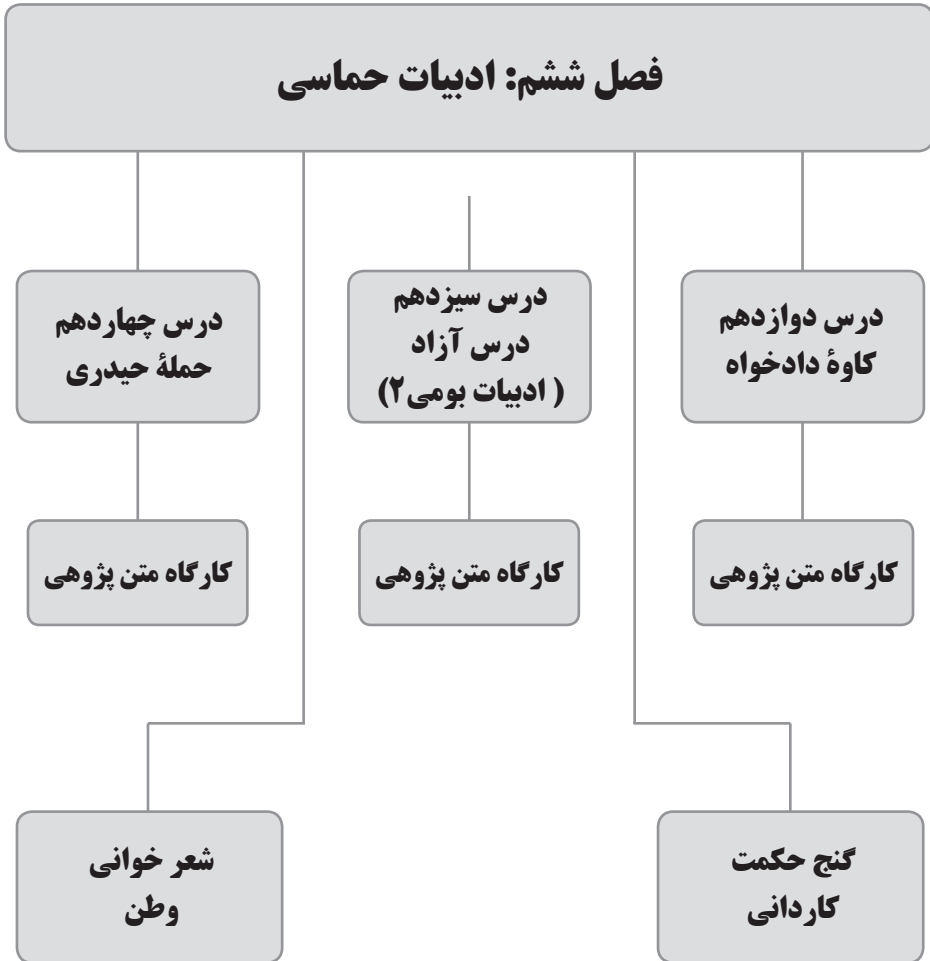 فصل ششم: ادبیات حماسی
درس دوازدهم
کاوهٔ دادخواه
درس سیزدهم
درس آزاد
( ادبیات بومی۲)
درس چهاردهم
حملهٔ حیدری
کارگاه متن پژوهی
کارگاه متن پژوهی
کارگاه متن پژوهی
گنج حکمت
کاردانی
شعر خوانی
وطن